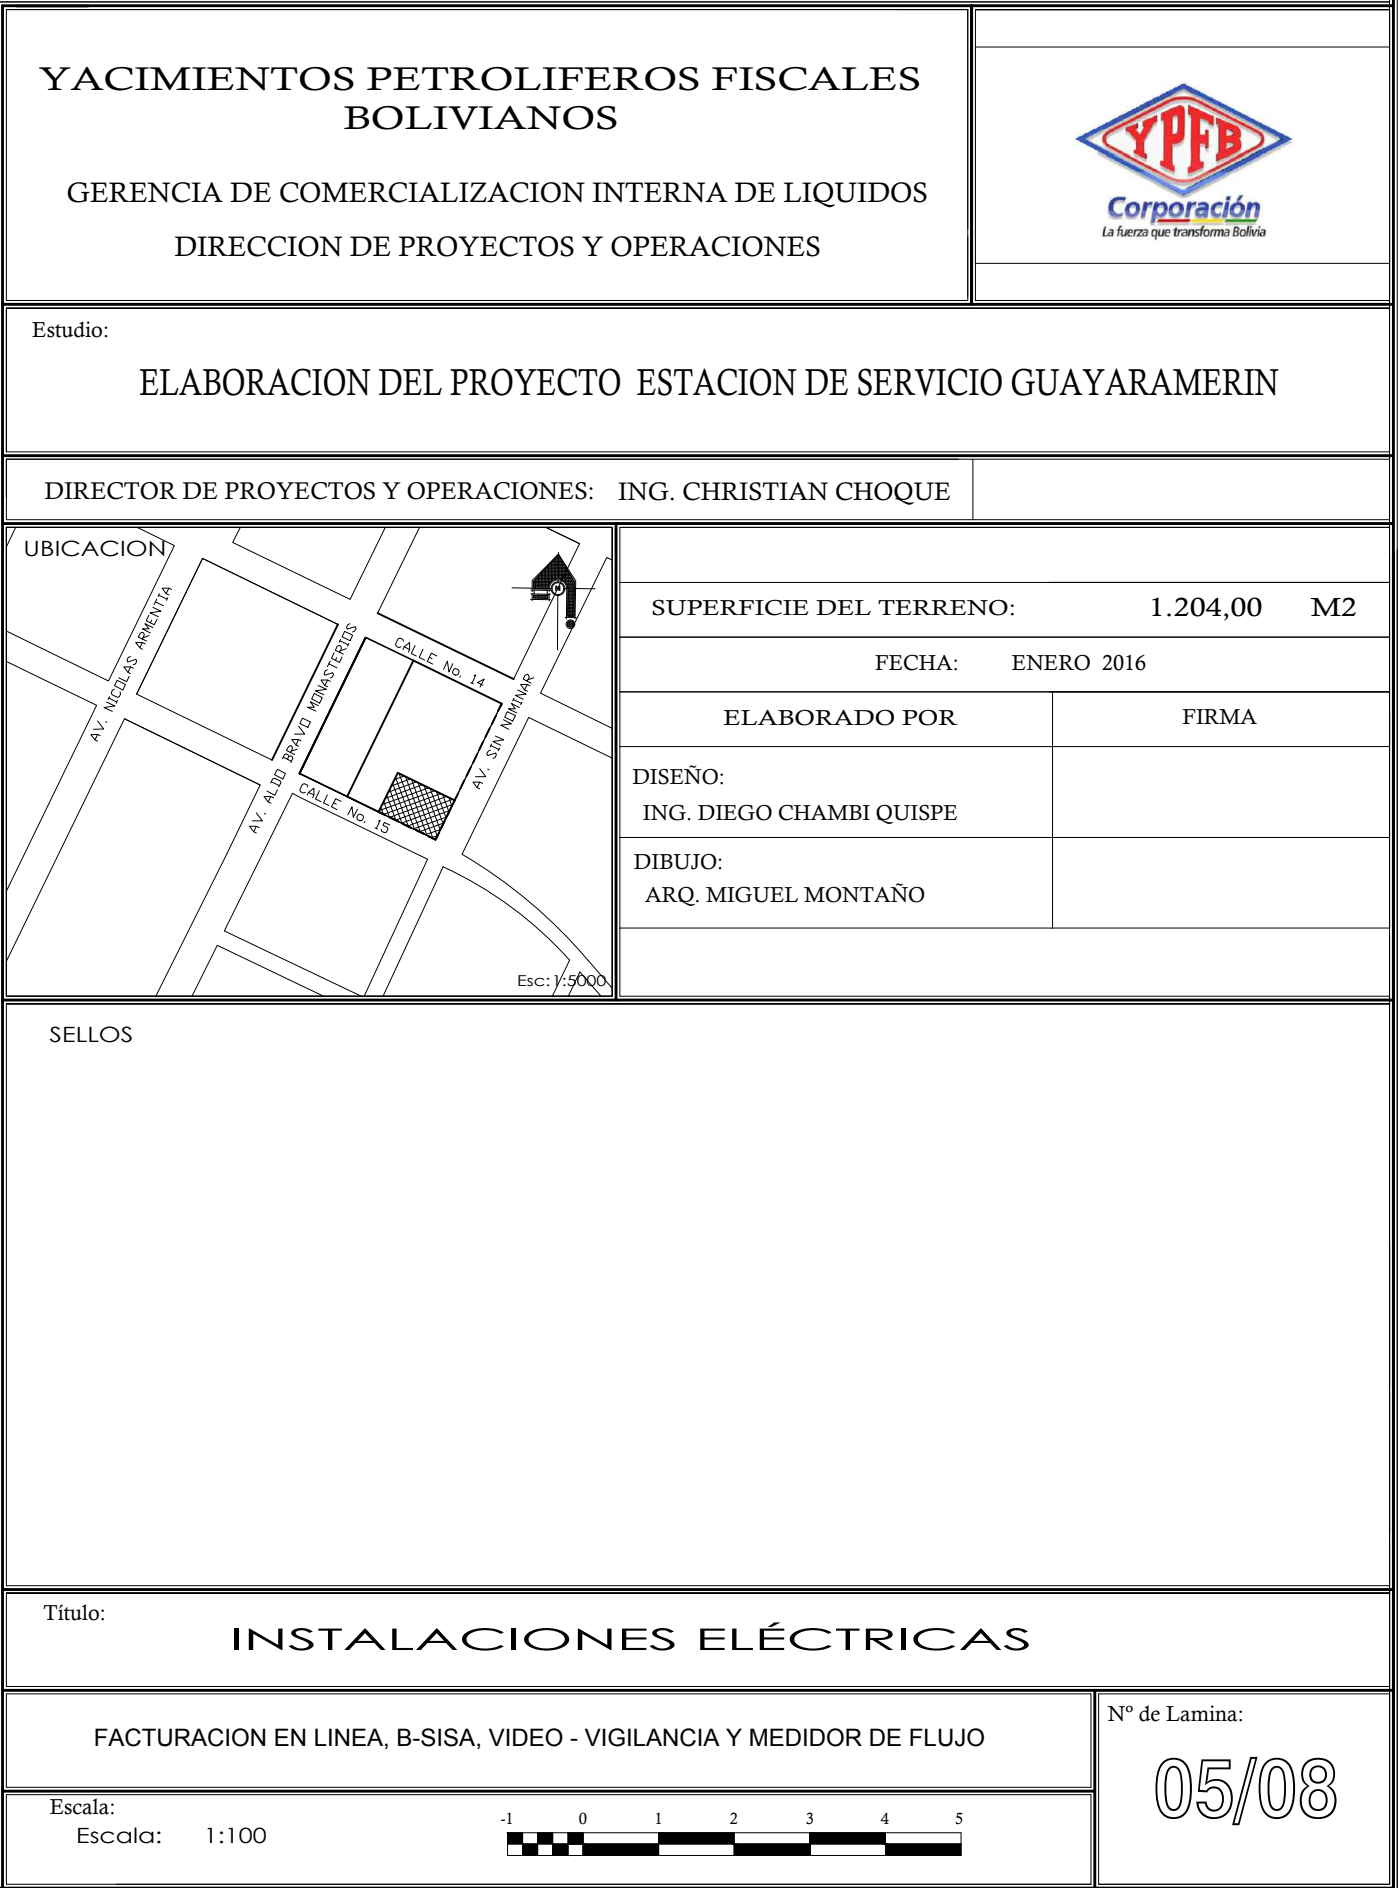 YACIMIENTOS PETROLIFEROS FISCALES
BOLIVIANOS
GERENCIA DE COMERCIALIZACION INTERNA DE LIQUIDOS
DIRECCION DE PROYECTOS Y OPERACIONES
YPFB
Corporación
La fuerza que transforma Bolivia
Estudio:
ELABORACION DEL PROYECTO ESTACION DE SERVICIO GUAYARAMERIN
DIRECTOR DE PROYECTOS Y OPERACIONES: ING. CHRISTIAN CHOQUE
UBICACION
N
AV. NICOLAS ARMENTIA
AV. ALDO BRAVO MONASTERIOS
CALLE No. 14
AV. SIN NOMINAR
CALLE No. 15
Esc: 1:5000
SUPERFICIE DEL TERRENO: 1.204,00 M2
FECHA: ENERO 2016
ELABORADO POR FIRMA
DISEÑO:
ING. DIEGO CHAMBI QUISPE
DIBUJO:
ARQ. MIGUEL MONTAÑO
SELLOS
Título:
INSTALACIONES ELÉCTRICAS
FACTURACION EN LINEA, B-SISA, VIDEO - VIGILANCIA Y MEDIDOR DE FLUJO
Nº de Lamina:
05/08
Escala:
Escala: 1:100
-1 0 1 2 3 4 5